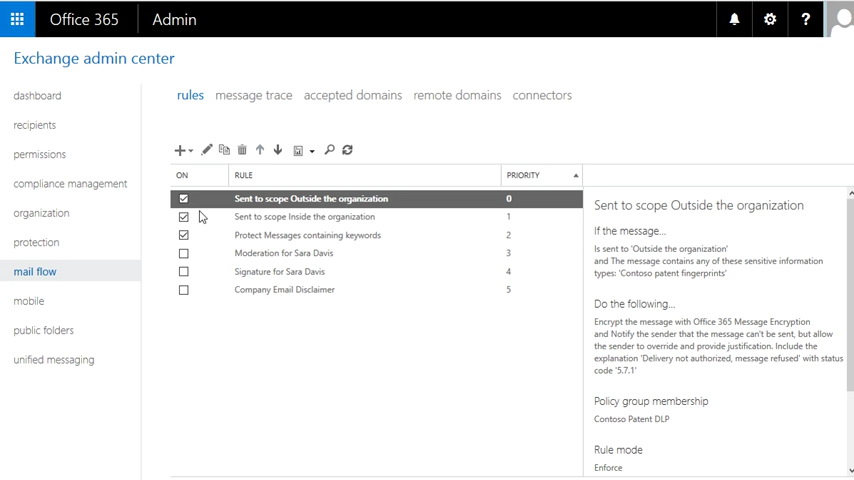 Office 365 Admin ?
Exchange admin center
dashboard
recipients
permissions
compliance management
organization
protection
mail flow
mobile
public folders
unified messaging
rules message trace accepted domains remote domains connectors
ON RULE PRIORITY
Sent to scope Outside the organization 0
Sent to scope Inside the organization 1
Protect Messages containing keywords 2
Moderation for Sara Davis 3
Signature for Sara Davis 4
Company Email Disclaimer 5
Sent to scope Outside the organization
If the message...
Is sent to 'Outside the organization'
and The message contains any of these sensitive information
types: 'Contoso patent fingerprints'
Do the following...
Encrypt the message with Office 365 Message Encryption
and Notify the sender that the message can't be sent, but allow
the sender to override and provide justification. Include the
explanation 'Delivery not authorized, message refused' with status
code '5.7.1'
Policy group membership
Contoso Patent DLP
Rule mode
Enforce